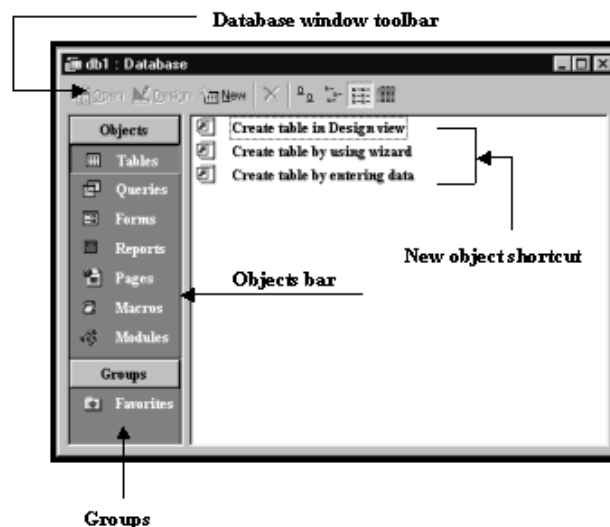 Database window toolbar
db1 : Database
Open Design New
Objects
Tables
Queries
Forms
Reports
Pages
Macros
Modules
Groups
Favorites
Create table in Design view
Create table by using wizard
Create table by entering data
New object shortcut
Objects bar
Groups